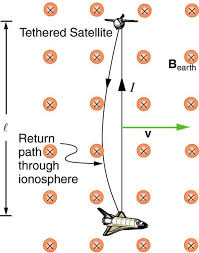 Tethered Satellite
B earth
I
ℓ
v
Return
path
through
ionosphere